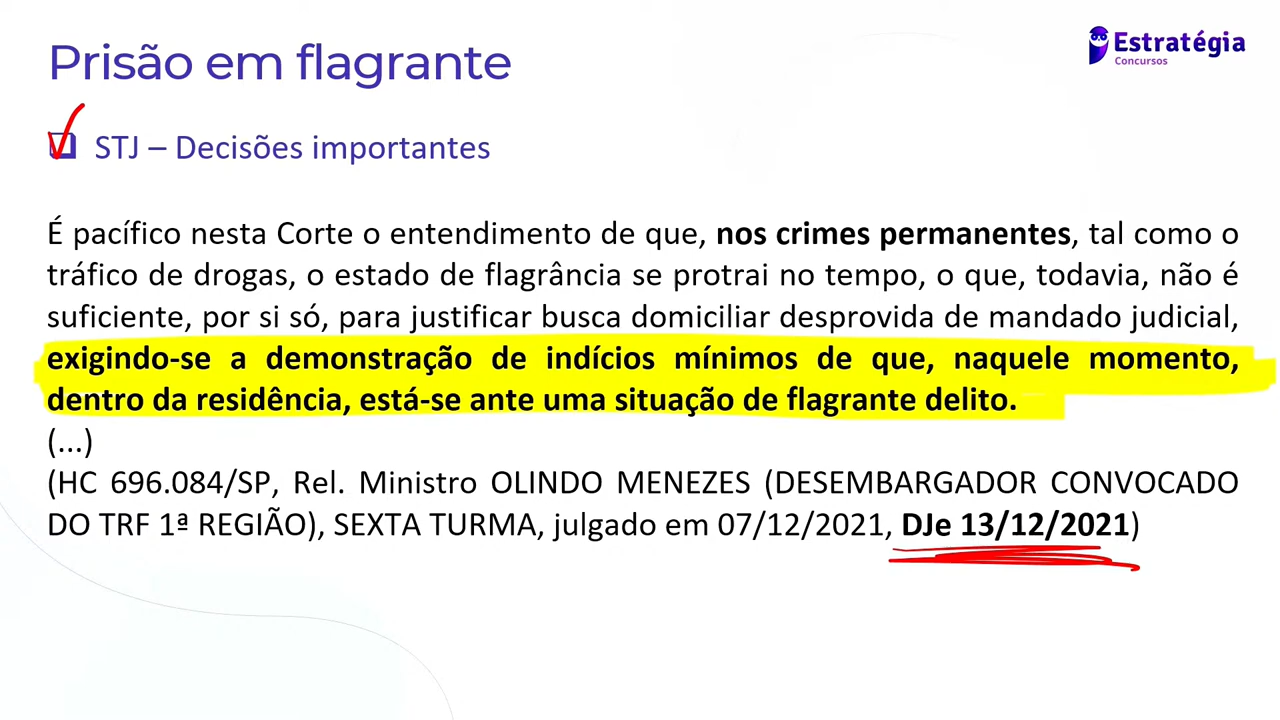 Prisão em flagrante
Estratégia
Concursos
STJ – Decisões importantes
É pacífico nesta Corte o entendimento de que, nos crimes permanentes, tal como o
tráfico de drogas, o estado de flagrância se protrai no tempo, o que, todavia, não é
suficiente, por si só, para justificar busca domiciliar desprovida de mandado judicial,
exigindo-se a demonstração de indícios mínimos de que, naquele momento,
dentro da residência, está-se ante uma situação de flagrante delito.
(...)
(HC 696.084/SP, Rel. Ministro OLINDO MENEZES (DESEMBARGADOR CONVOCADO
DO TRF 1ª REGIÃO), SEXTA TURMA, julgado em 07/12/2021, DJe 13/12/2021)